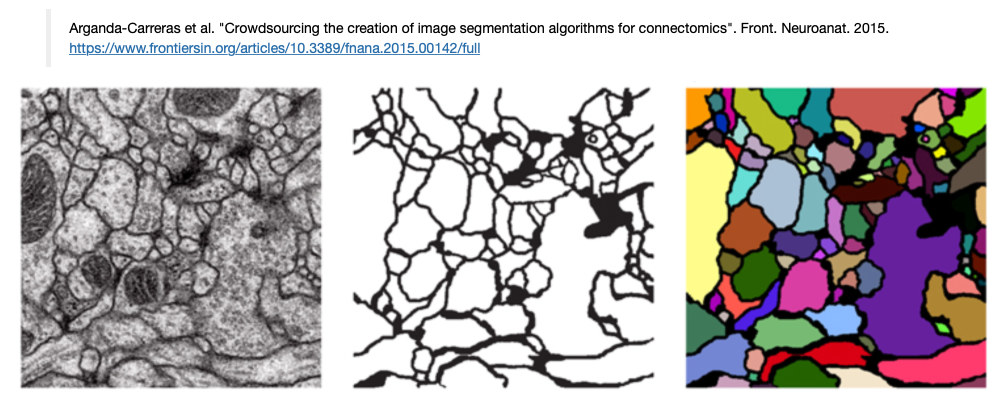 Arganda-Carreras et al. "Crowdsourcing the creation of image segmentation algorithms for connectomics". Front. Neuroanat. 2015.
https://www.frontiersin.org/articles/10.3389/fnana.2015.00142/full